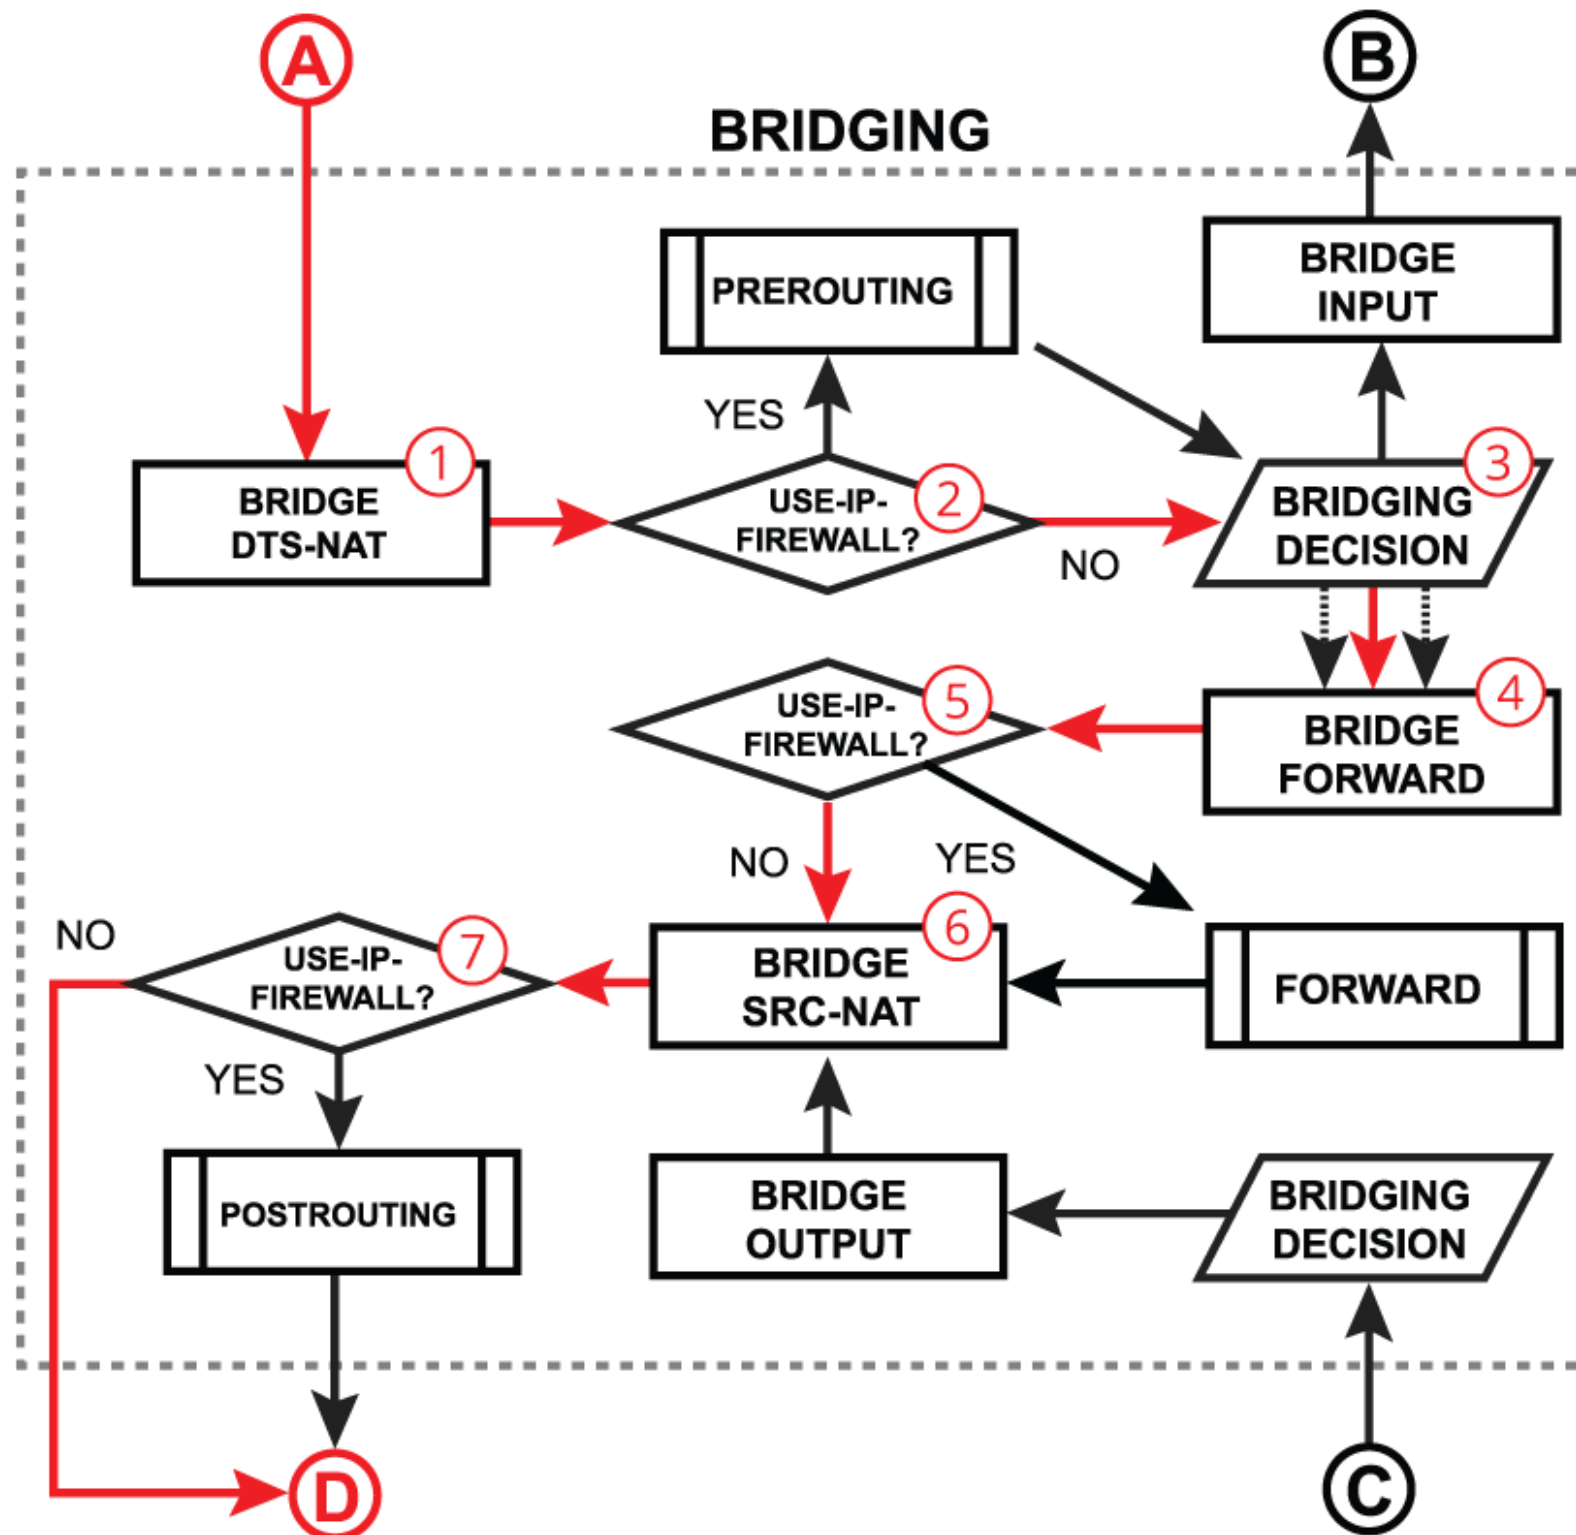 A
B
BRIDGING
PREROUTING
BRIDGE
INPUT
YES
1
BRIDGE
DTS-NAT
2
USE-IP-
FIREWALL?
NO
3
BRIDGING
DECISION
5
USE-IP-
FIREWALL?
4
BRIDGE
FORWARD
NO
YES
NO
7
USE-IP-
FIREWALL?
6
BRIDGE
SRC-NAT
FORWARD
YES
POSTROUTING
BRIDGE
OUTPUT
BRIDGING
DECISION
D
C